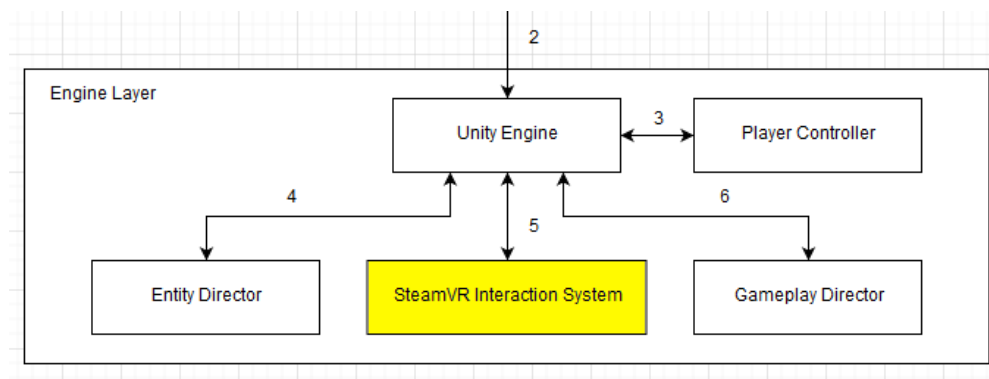 2
Engine Layer
Unity Engine
3
Player Controller
4
5
6
Entity Director
SteamVR Interaction System
Gameplay Director